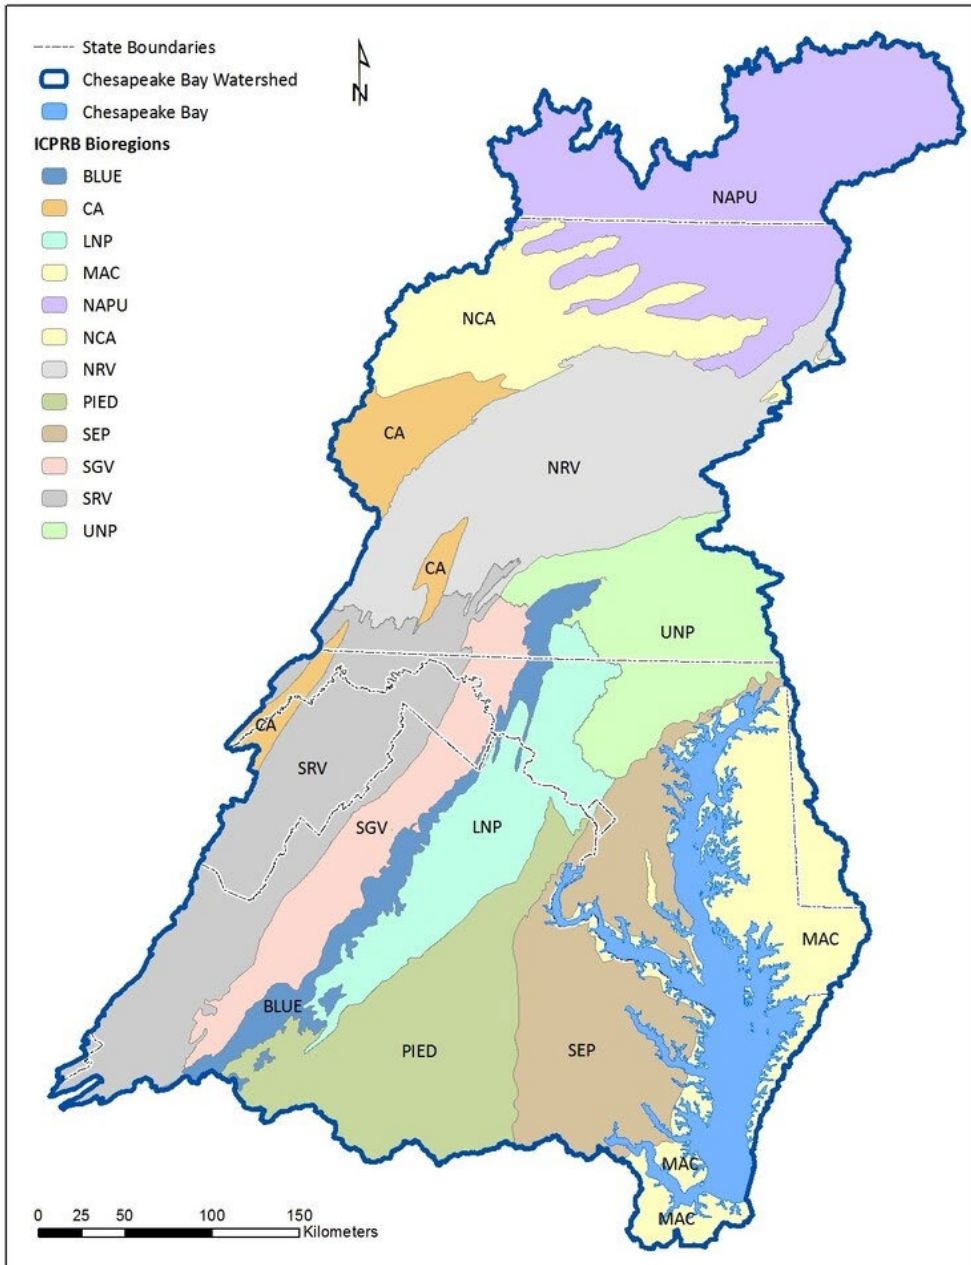 State Boundaries
Chesapeake Bay Watershed
Chesapeake Bay
ICPRB Bioregions
BLUE
CA
LNP
MAC
NAPU
NCA
NRV
PIED
SEP
SGV
SRV
UNP
N
NAPU
NCA
CA
NRV
CA
UNP
CA
SRV
SGV
LNP
MAC
BLUE
PIED
SEP
MAC
MAC
0 25 50 100 150
Kilometers